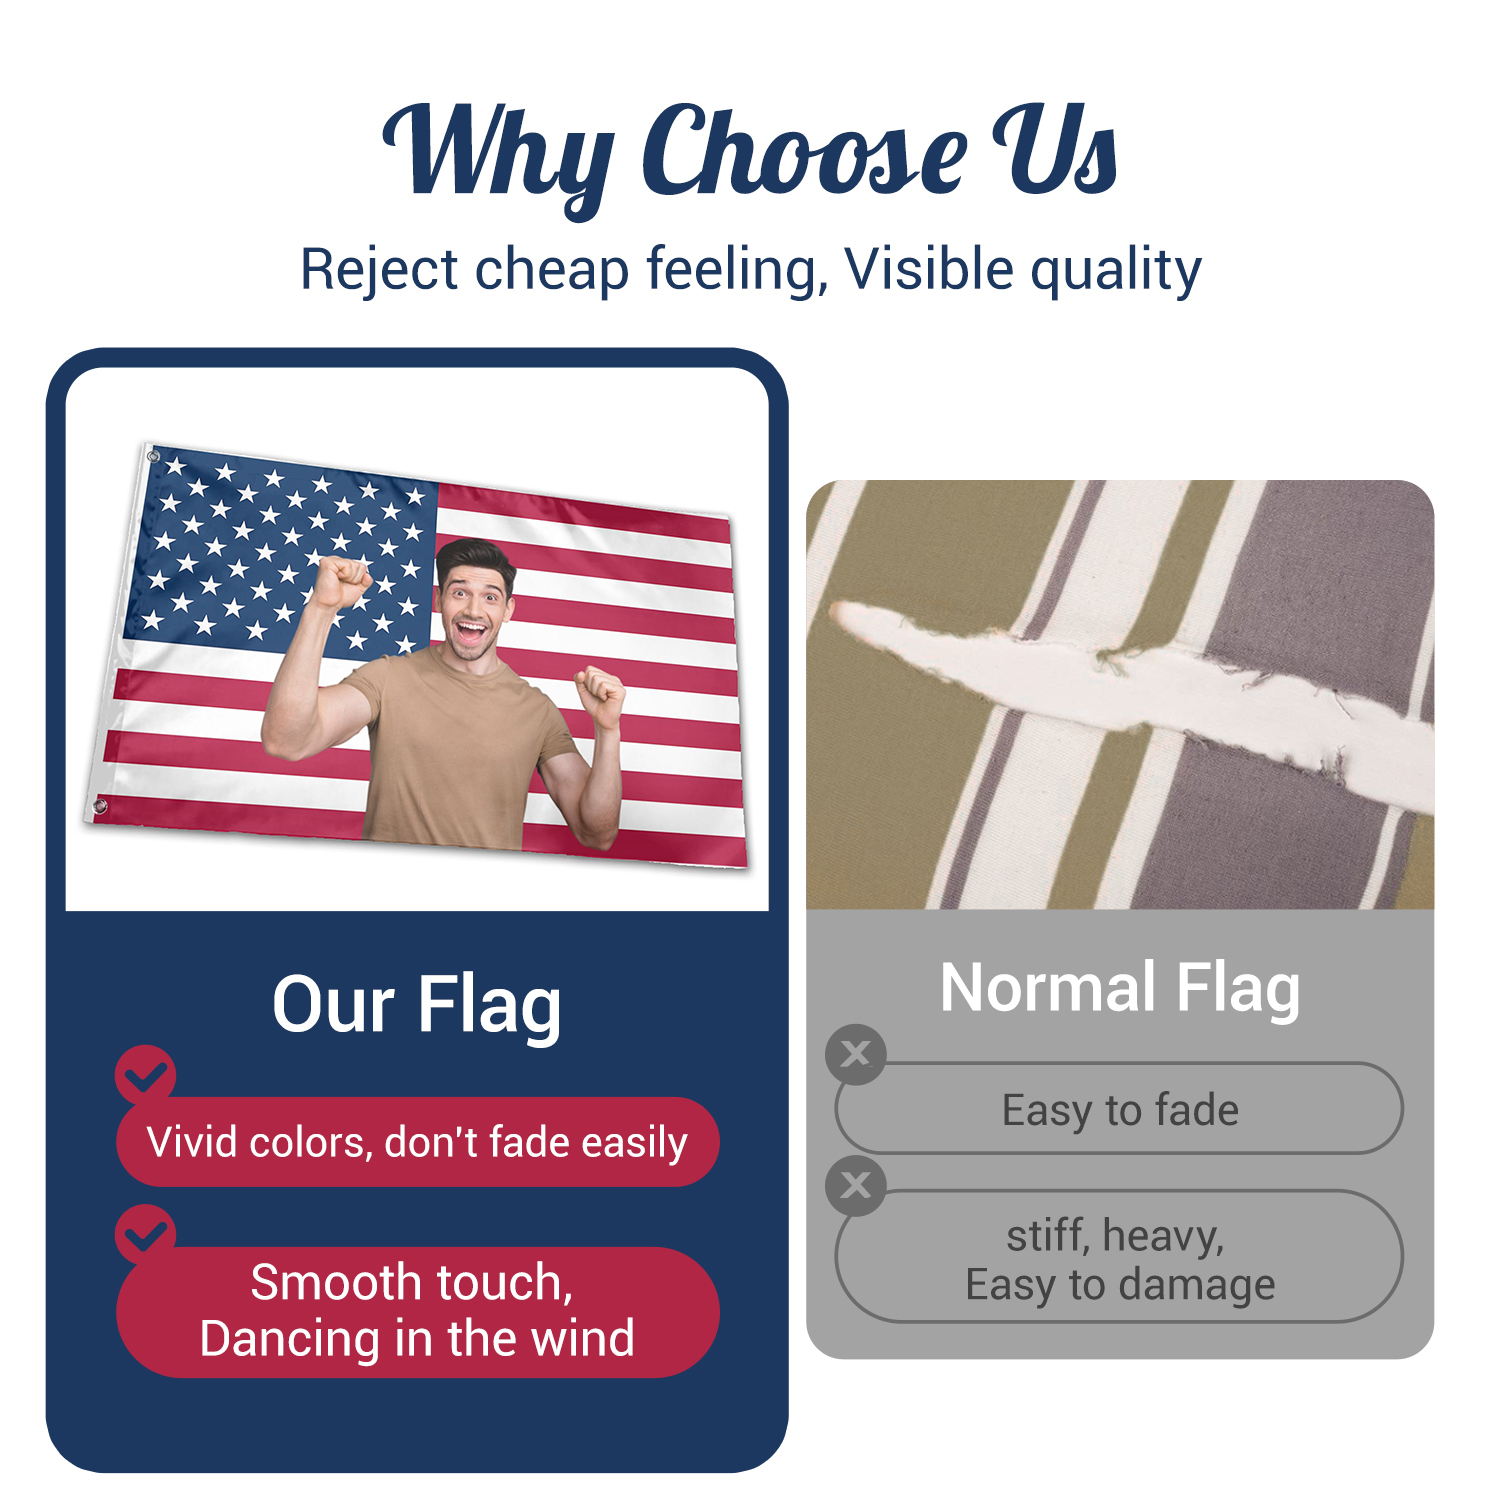 Why Choose Us
Reject cheap feeling, Visible quality
Our Flag
Vivid colors, don't fade easily
Smooth touch,
Dancing in the wind
Normal Flag
Easy to fade
stiff, heavy,
Easy to damage